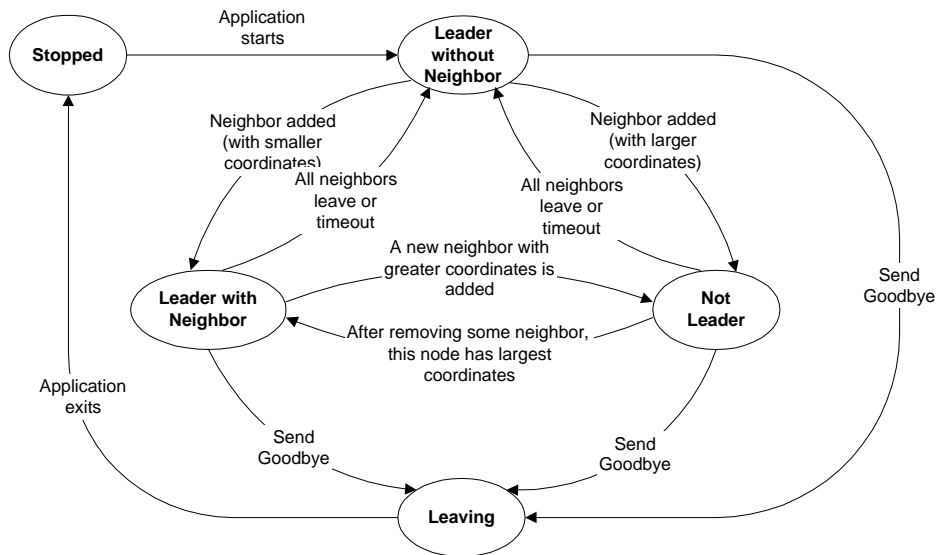 Application
starts
Stopped
Leader
without
Neighbor
Neighbor added
(with smaller
coordinates)
Neighbor added
(with larger
coordinates)
All neighbors
leave or
timeout
All neighbors
leave or
timeout
A new neighbor with
greater coordinates is
added
Send
Goodbye
Leader with
Neighbor
Not
Leader
After removing some neighbor,
this node has largest
coordinates
Application
exits
Send
Goodbye
Send
Goodbye
Leaving